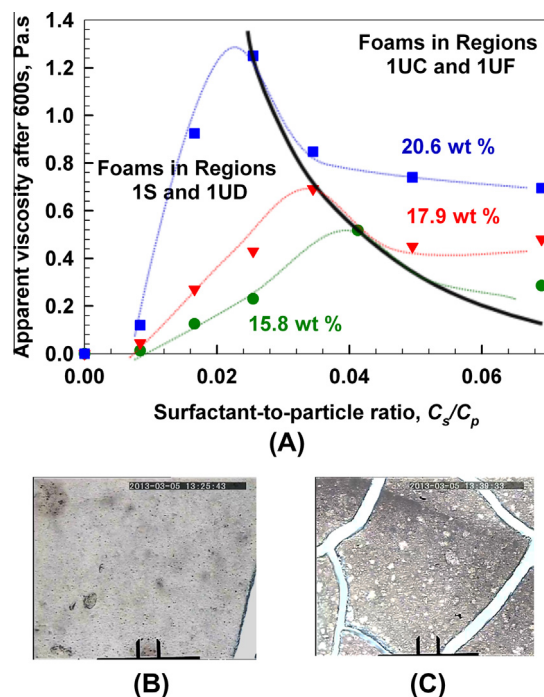 1.4
1.2
1.0
0.8
0.6
0.4
0.2
0.0
Apparent viscosity after 600s, Pa.s
Foams in Regions
1UC and 1UF
Foams in Regions
1S and 1UD
20.6 wt %
17.9 wt %
15.8 wt %
0.00
0.02
0.04
0.06
Surfactant-to-particle ratio, Cs/Cp
(A)
2013-03-05 13:25:43
2013-03-05 13:39:33
(B)
(C)